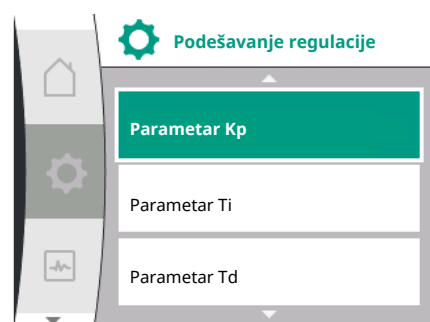 Podešavanje regulacije
Parametar Kp
Parametar Ti
Parametar Td